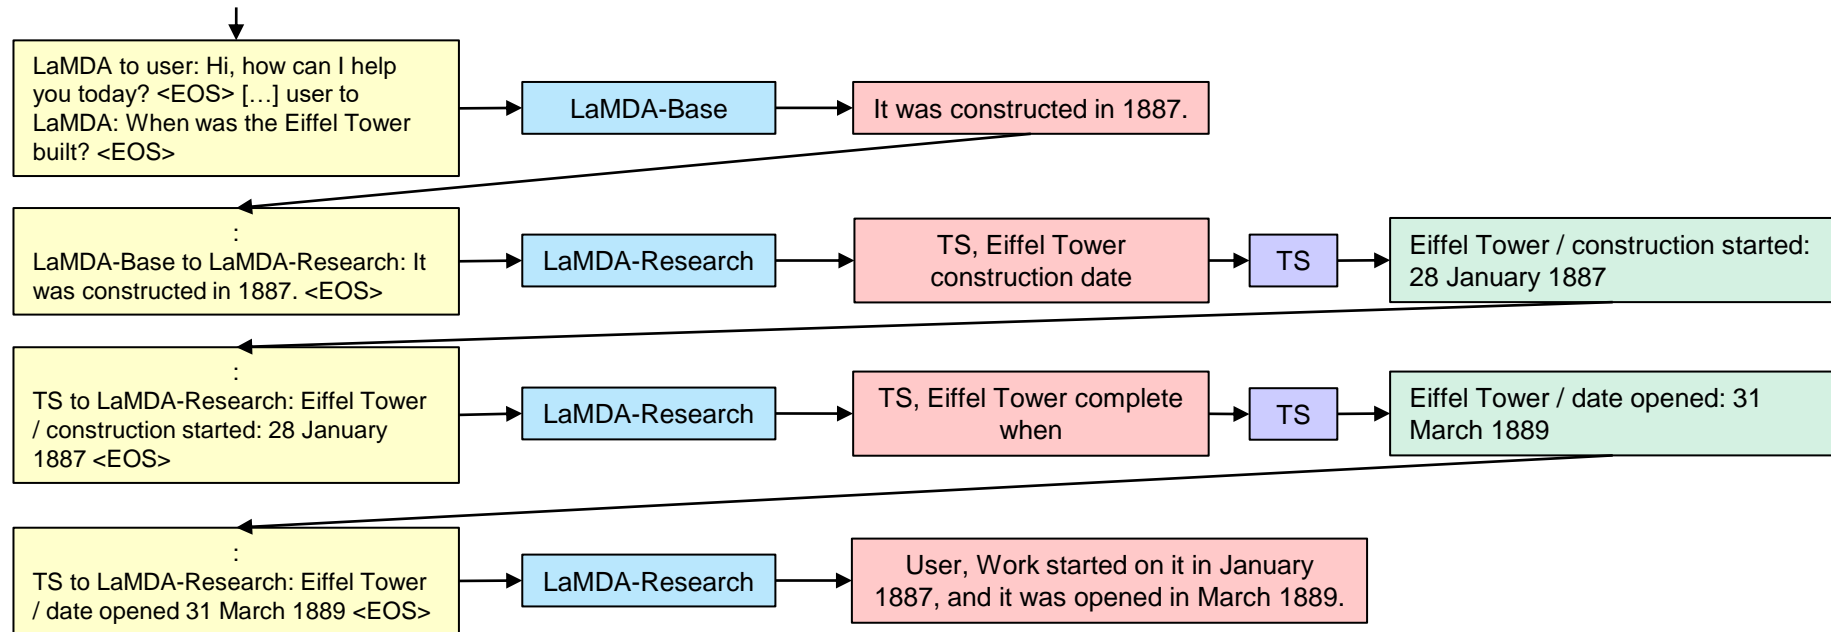 LaMDA to user: Hi, how can I help
you today? <EOS> […] user to
LaMDA: When was the Eiffel Tower
built? <EOS>
LaMDA-Base
It was constructed in 1887.
:
LaMDA-Base to LaMDA-Research: It
was constructed in 1887. <EOS>
LaMDA-Research
TS, Eiffel Tower
construction date
TS
Eiffel Tower / construction started:
28 January 1887
:
TS to LaMDA-Research: Eiffel Tower
/ construction started: 28 January
1887 <EOS>
LaMDA-Research
TS, Eiffel Tower complete
when
TS
Eiffel Tower / date opened: 31
March 1889
:
TS to LaMDA-Research: Eiffel Tower
/ date opened 31 March 1889 <EOS>
LaMDA-Research
User, Work started on it in January
1887, and it was opened in March 1889.